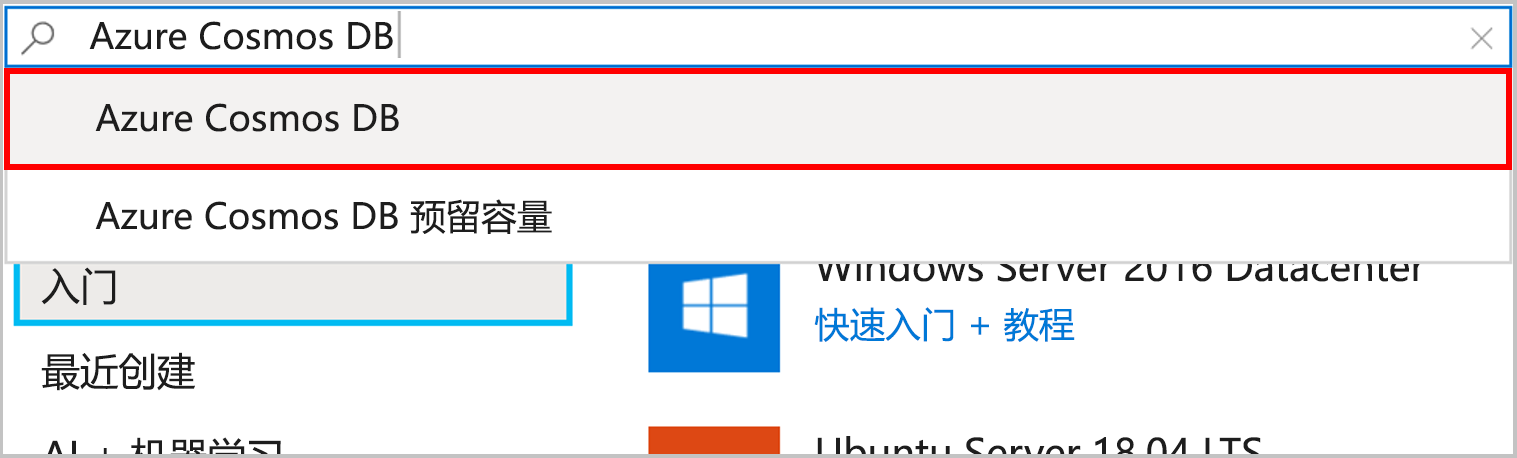 Azure Cosmos DB
Azure Cosmos DB
Azure Cosmos DB 预留容量
入门
Windows Server 2016 Datacenter
快速入门 + 教程
最近创建
AI + 机器学习
Ubuntu Server 18.04 LTS